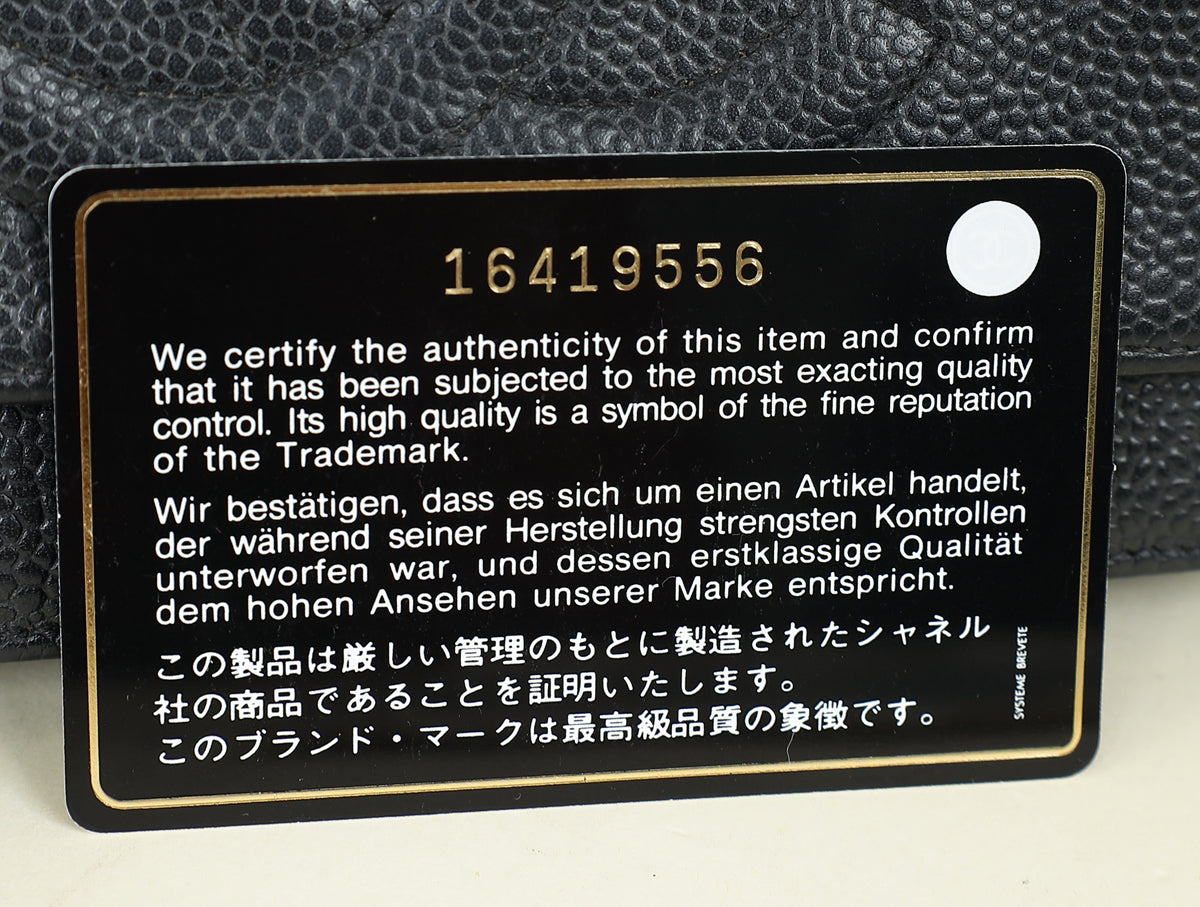 16419556
We certify the authenticity of this item and confirm
that it has been subjected to the most exacting quality
control. Its high quality is a symbol of the fine reputation
of the Trademark.
Wir bestätigen, dass es sich um einen Artikel handelt,
der während seiner Herstellung strengsten Kontrollen
unterworfen war, und dessen erstklassige Qualität
dem hohen Ansehen unserer Marke entspricht.
この製品は厳しい管理のもとに製造されたシャネル
社の商品であることを証明いたします。
このブランド・マークは最高級品質の象徴です。
SYSTEME BREVETE